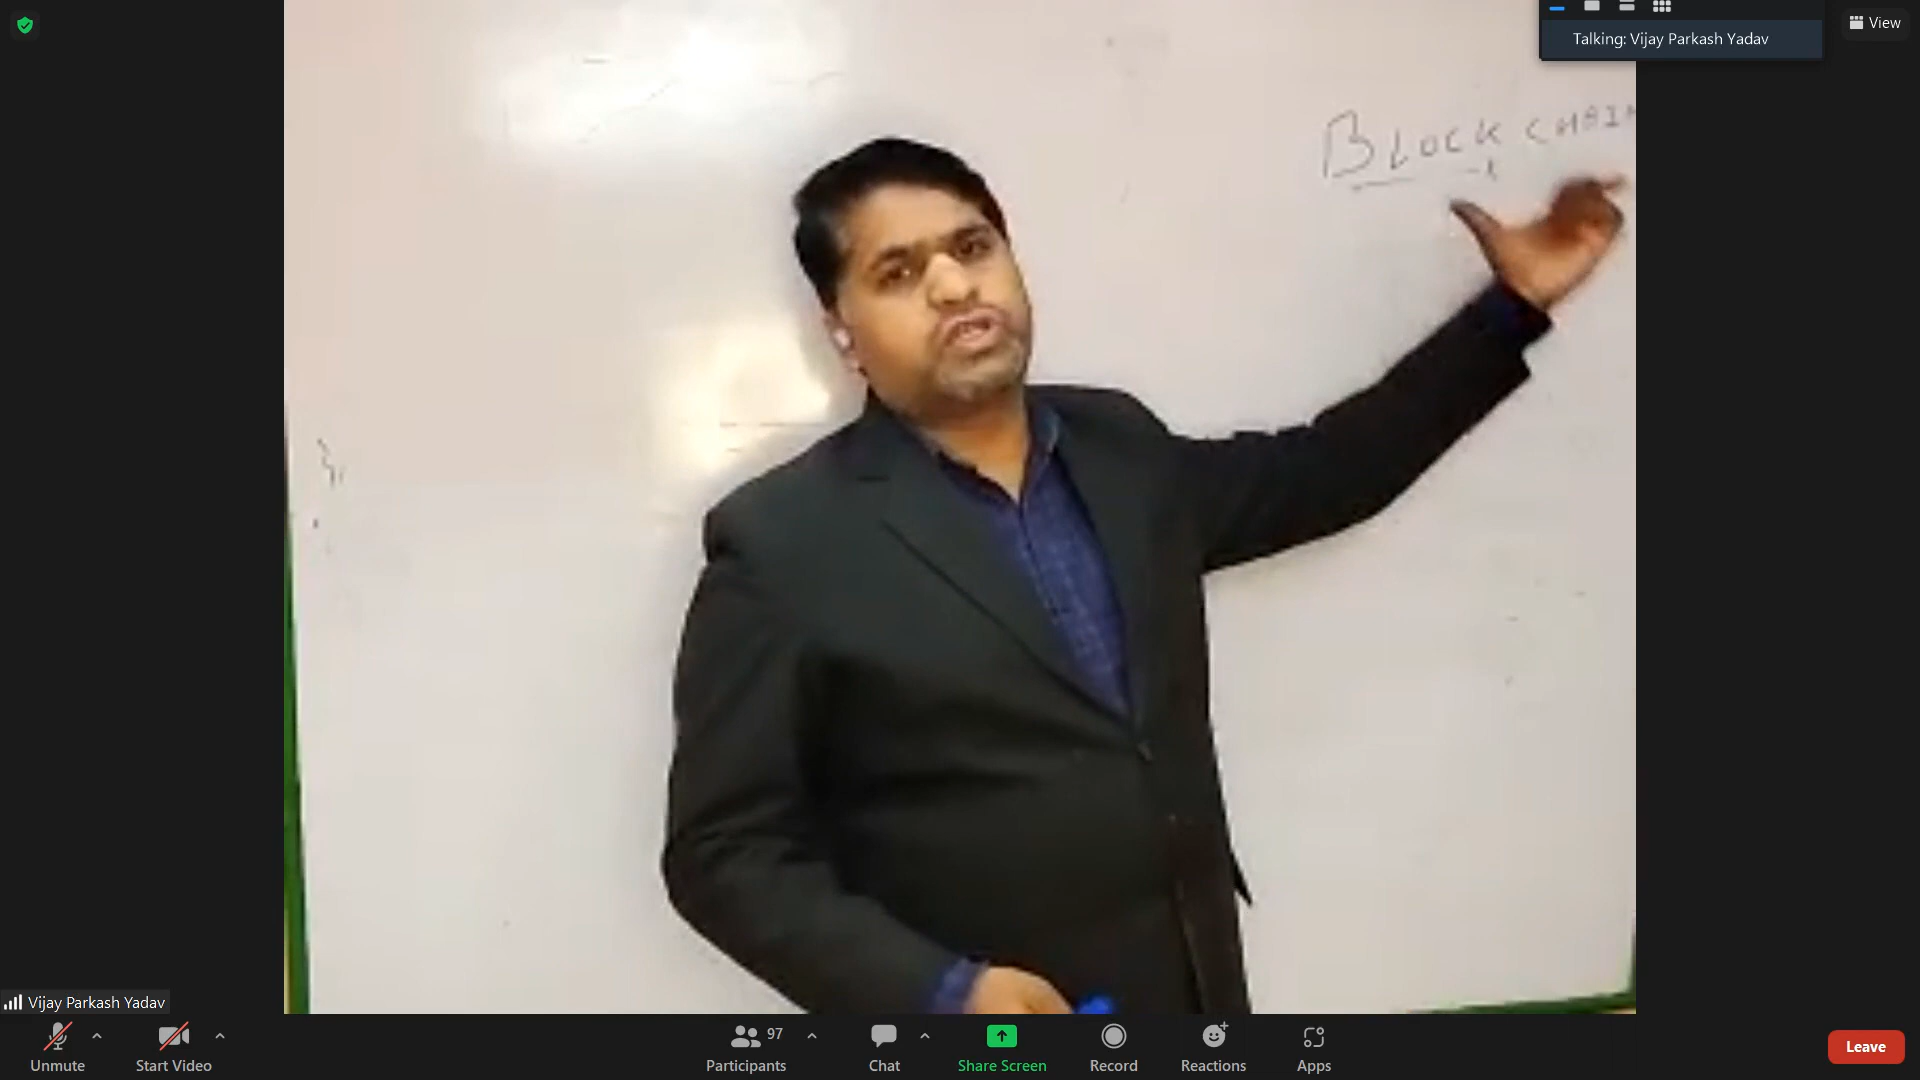 View
Talking: Vijay Parkash Yadav
BLOCK CHAIN
Vijay Parkash Yadav
97
Unmute
Start Video
Participants
Chat
Share Screen
Record
Reactions
Apps
Leave